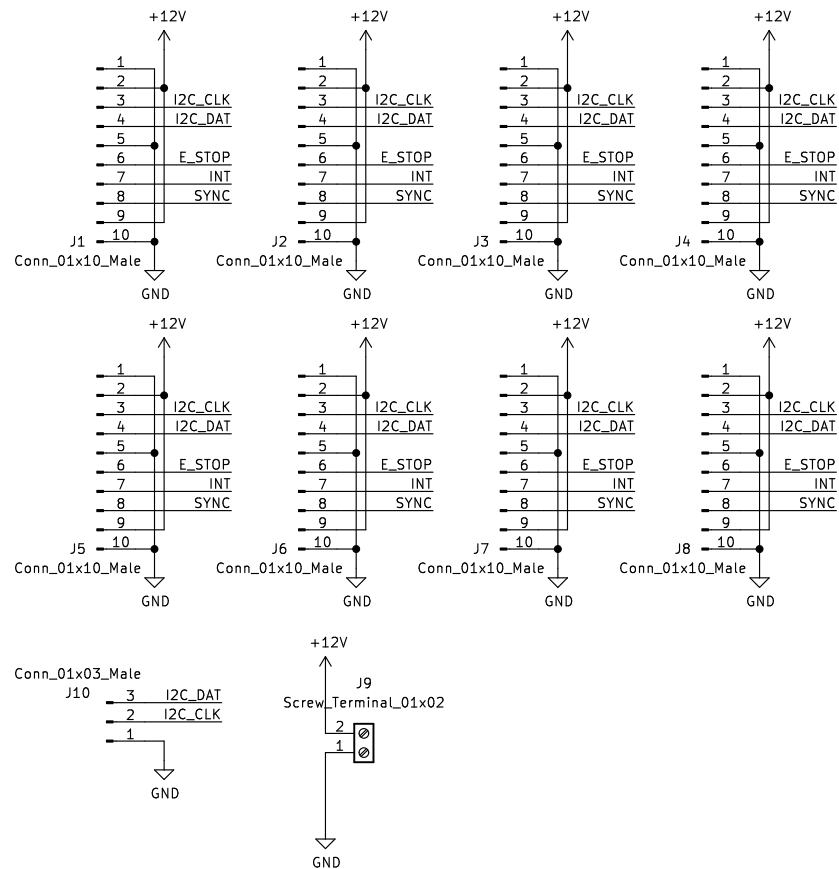 +12V +12V +12V +12V
1 1 1 1
2 2 2 2
3 I2C_CLK 3 I2C_CLK 3 I2C_CLK 3 I2C_CLK
4 I2C_DAT 4 I2C_DAT 4 I2C_DAT 4 I2C_DAT
5 5 5 5
6 E_STOP 6 E_STOP 6 E_STOP 6 E_STOP
7 INT 7 INT 7 INT 7 INT
8 SYNC 8 SYNC 8 SYNC 8 SYNC
9 9 9 9
J1 10 J2 10 J3 10 J4 10
Conn_01x10_Male Conn_01x10_Male Conn_01x10_Male Conn_01x10_Male
GND GND GND GND
+12V +12V +12V +12V
1 1 1 1
2 2 2 2
3 I2C_CLK 3 I2C_CLK 3 I2C_CLK 3 I2C_CLK
4 I2C_DAT 4 I2C_DAT 4 I2C_DAT 4 I2C_DAT
5 5 5 5
6 E_STOP 6 E_STOP 6 E_STOP 6 E_STOP
7 INT 7 INT 7 INT 7 INT
8 SYNC 8 SYNC 8 SYNC 8 SYNC
9 9 9 9
J5 10 J6 10 J7 10 J8 10
Conn_01x10_Male Conn_01x10_Male Conn_01x10_Male Conn_01x10_Male
GND GND GND GND
Conn_01x03_Male
J10
3 I2C_DAT
2 I2C_CLK
1
GND
+12V
J9
Screw_Terminal_01x02
2
1
GND